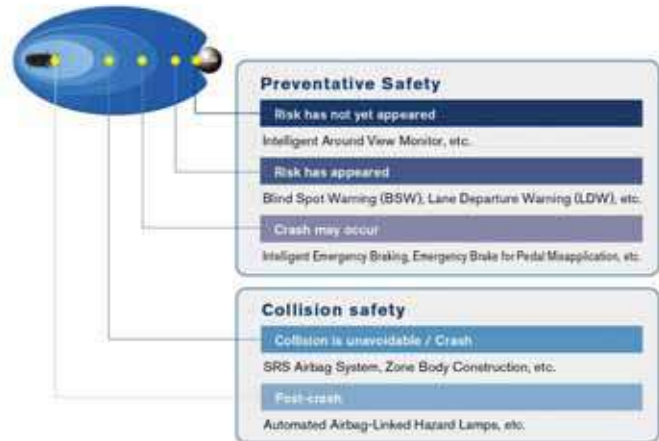 Preventative Safety
Risk has not yet appeared
Intelligent Around View Monitor, etc.
Risk has appeared
Blind Spot Warning (BSW), Lane Departure Warning (LDW), etc.
Crash may occur
Intelligent Emergency Braking, Emergency Brake for Pedal Misapplication, etc.
Collision safety
Collision is unavoidable / Crash
SRS Airbag System, Zone Body Construction, etc.
Post-crash
Automated Airbag-Linked Hazard Lamps, etc.